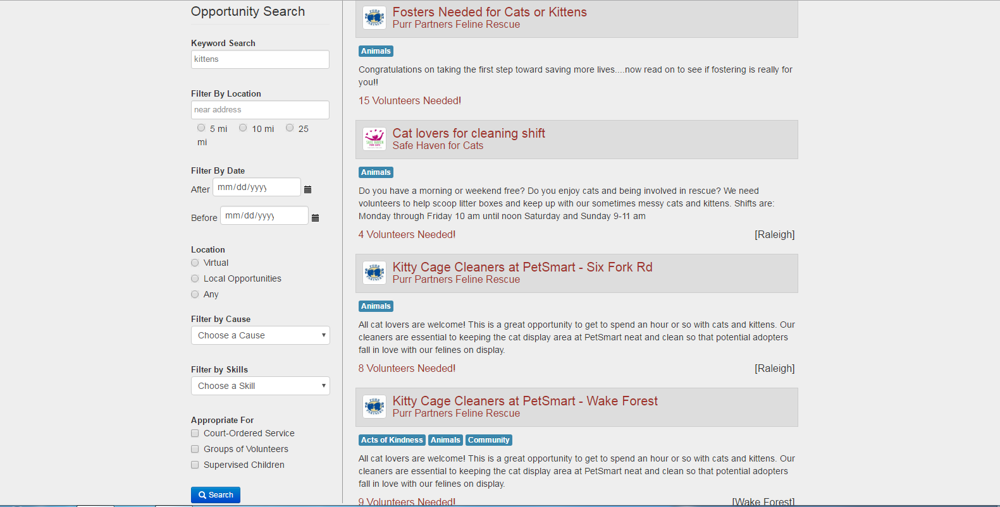 Opportunity Search
Keyword Search
kittens
Filter By Location
near address
5 mi 10 mi 25
mi
Filter By Date
After mm/dd/yyyy
Before mm/dd/yyyy
Location
Virtual
Local Opportunities
Any
Filter by Cause
Choose a Cause
Filter by Skills
Choose a Skill
Appropriate For
Court-Ordered Service
Groups of Volunteers
Supervised Children
Search
PURR
PARTNERS
Fosters Needed for Cats or Kittens
Purr Partners Feline Rescue
Animals
Congratulations on taking the first step toward saving more lives....now read on to see if fostering is really for
you!!
15 Volunteers Needed!
SAFE HAVEN
FOR CATS
Cat lovers for cleaning shift
Safe Haven for Cats
Animals
Do you have a morning or weekend free? Do you enjoy cats and being involved in rescue? We need
volunteers to help scoop litter boxes and keep up with our sometimes messy cats and kittens. Shifts are:
Monday through Friday 10 am until noon Saturday and Sunday 9-11 am
4 Volunteers Needed! [Raleigh]
PURR
PARTNERS
Kitty Cage Cleaners at PetSmart - Six Fork Rd
Purr Partners Feline Rescue
Animals
All cat lovers are welcome! This is a great opportunity to get to spend an hour or so with cats and kittens. Our
cleaners are essential to keeping the cat display area at PetSmart neat and clean so that potential adopters
fall in love with our felines on display.
8 Volunteers Needed! [Raleigh]
PURR
PARTNERS
Kitty Cage Cleaners at PetSmart - Wake Forest
Purr Partners Feline Rescue
Acts of Kindness Animals Community
All cat lovers are welcome! This is a great opportunity to get to spend an hour or so with cats and kittens. Our
cleaners are essential to keeping the cat display area at PetSmart neat and clean so that potential adopters
fall in love with our felines on display.
9 Volunteers Needed! [Wake Forest]